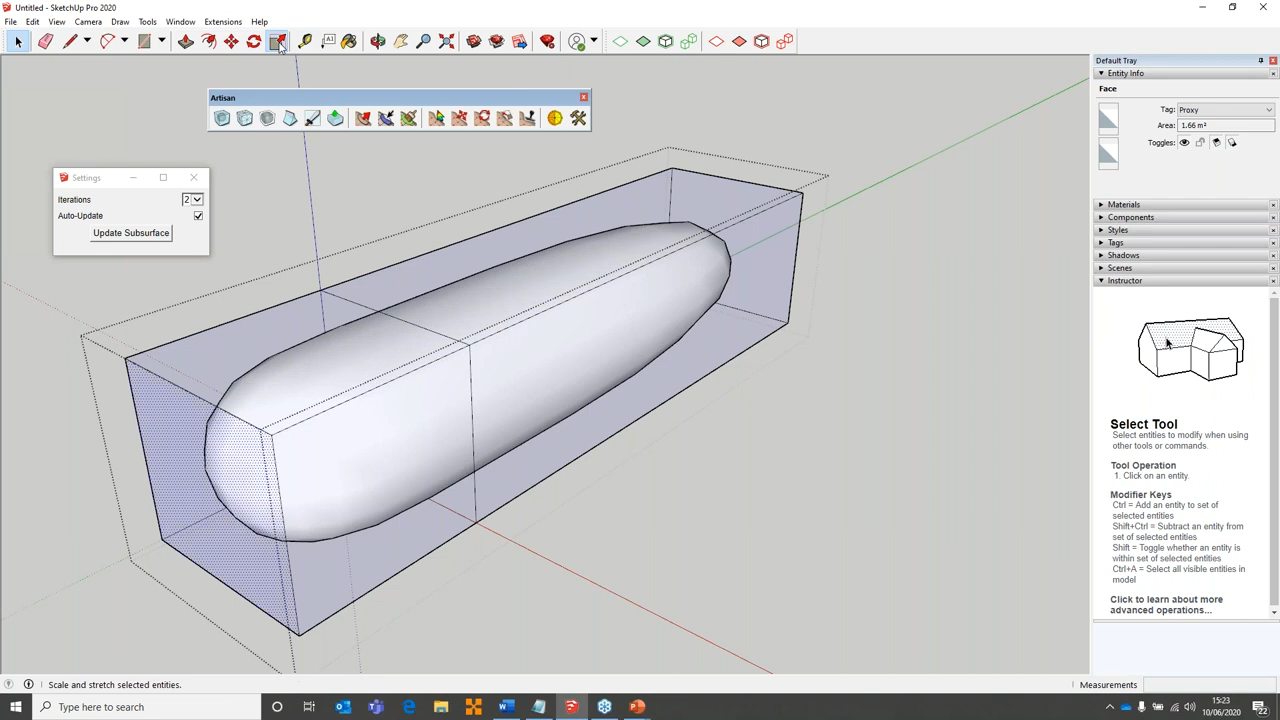 Untitled - SketchUp Pro 2020
File Edit View Camera Draw Tools Window Extensions Help
Default Tray
Entity Info
Face
Tag: Proxy
Area: 1.66 m²
Toggles:
Artisan
Settings
Iterations 2
Auto-Update
Update Subsurface
Materials
Components
Styles
Tags
Shadows
Scenes
Instructor
Select Tool
Select entities to modify when using
other tools or commands.
Tool Operation
1. Click on an entity.
Modifier Keys
Ctrl = Add an entity to set of
selected entities
Shift+Ctrl = Subtract an entity from
set of selected entities
Shift = Toggle whether an entity is
within set of selected entities
Ctrl+A = Select all visible entities in
model
Click to learn about more
advanced operations...
Scale and stretch selected entities.
Measurements
Type here to search
15:23
10/06/2020
22